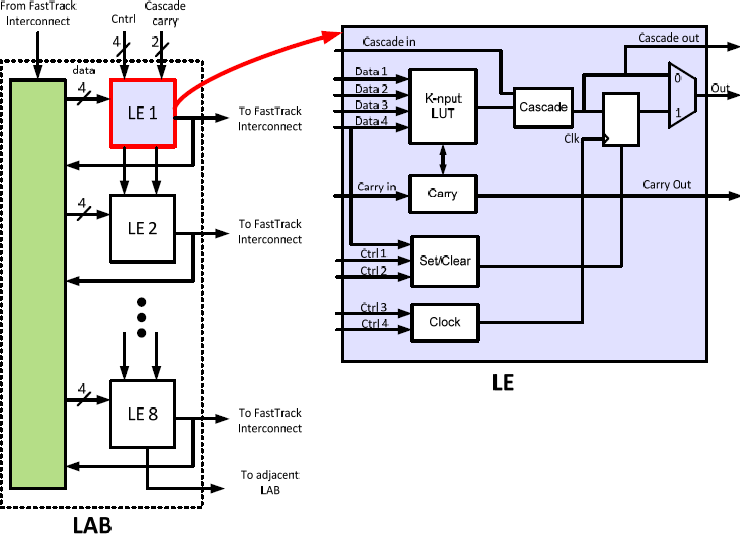 From FastTrack
Interconnect
Cntrl
Cascade
carry
4
2
data
4
LE 1
To FastTrack
Interconnect
4
LE 2
To FastTrack
Interconnect
4
LE 8
To FastTrack
Interconnect
To adjacent
LAB
LAB
Cascade in
Cascade out
Data 1
Data 2
Data 3
Data 4
K-nput
LUT
Cascade
0
1
Out
Clk
Carry in
Carry
Carry Out
Ctrl 1
Ctrl 2
Set/Clear
Ctrl 3
Ctrl 4
Clock
LE